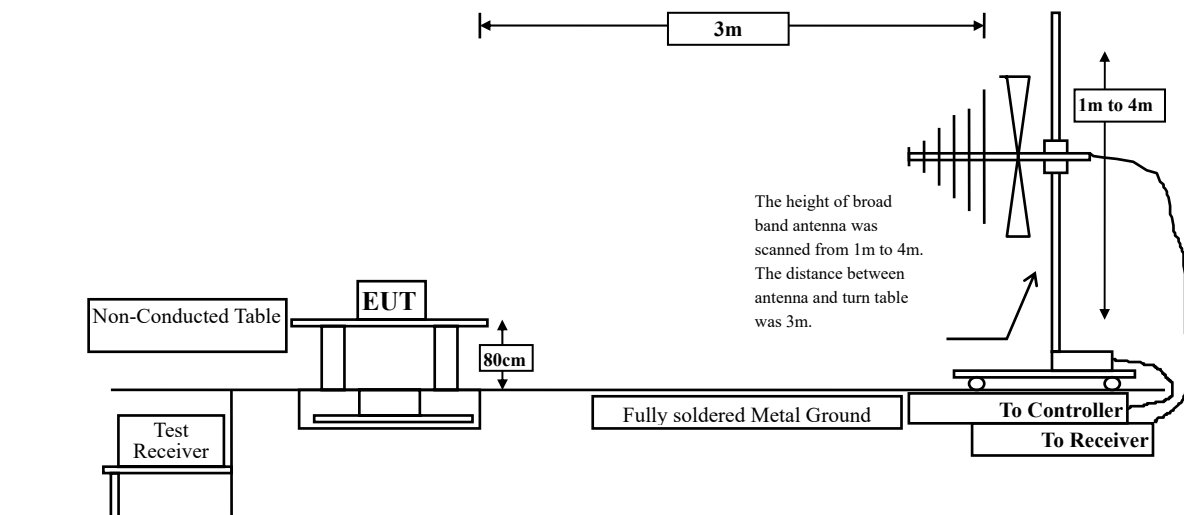 3m
1m to 4m
The height of broad
band antenna was
scanned from 1m to 4m.
The distance between
antenna and turn table
was 3m.
EUT
Non-Conducted Table
80cm
Fully soldered Metal Ground
To Controller
To Receiver
Test
Receiver